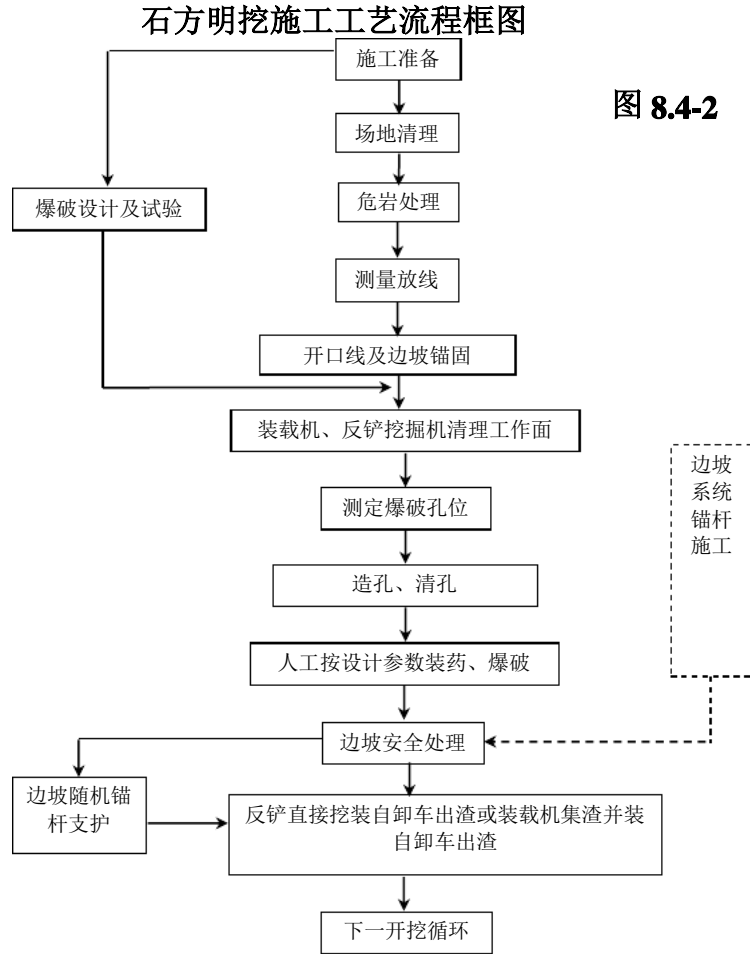 石方明挖施工工艺流程框图
施工准备
图 8.4-2
场地清理
爆破设计及试验
危岩处理
测量放线
开口线及边坡锚固
装载机、反铲挖掘机清理工作面
边坡
系统
锚杆
施工
测定爆破孔位
造孔、清孔
人工按设计参数装药、爆破
边坡安全处理
边坡随机锚
杆支护
反铲直接挖装自卸车出渣或装载机集渣并装
自卸车出渣
下一开挖循环